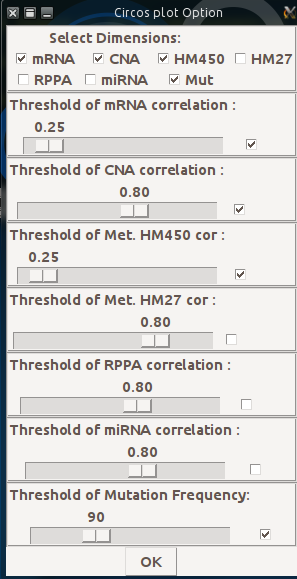 Circos plot Option
Select Dimensions:
mRNA CNA HM450 HM27
RPPA miRNA Mut
Threshold of mRNA correlation :
0.25
Threshold of CNA correlation :
0.80
Threshold of Met. HM450 cor :
0.25
Threshold of Met. HM27 cor :
0.80
Threshold of RPPA correlation :
0.80
Threshold of miRNA correlation :
0.80
Threshold of Mutation Frequency:
90
OK